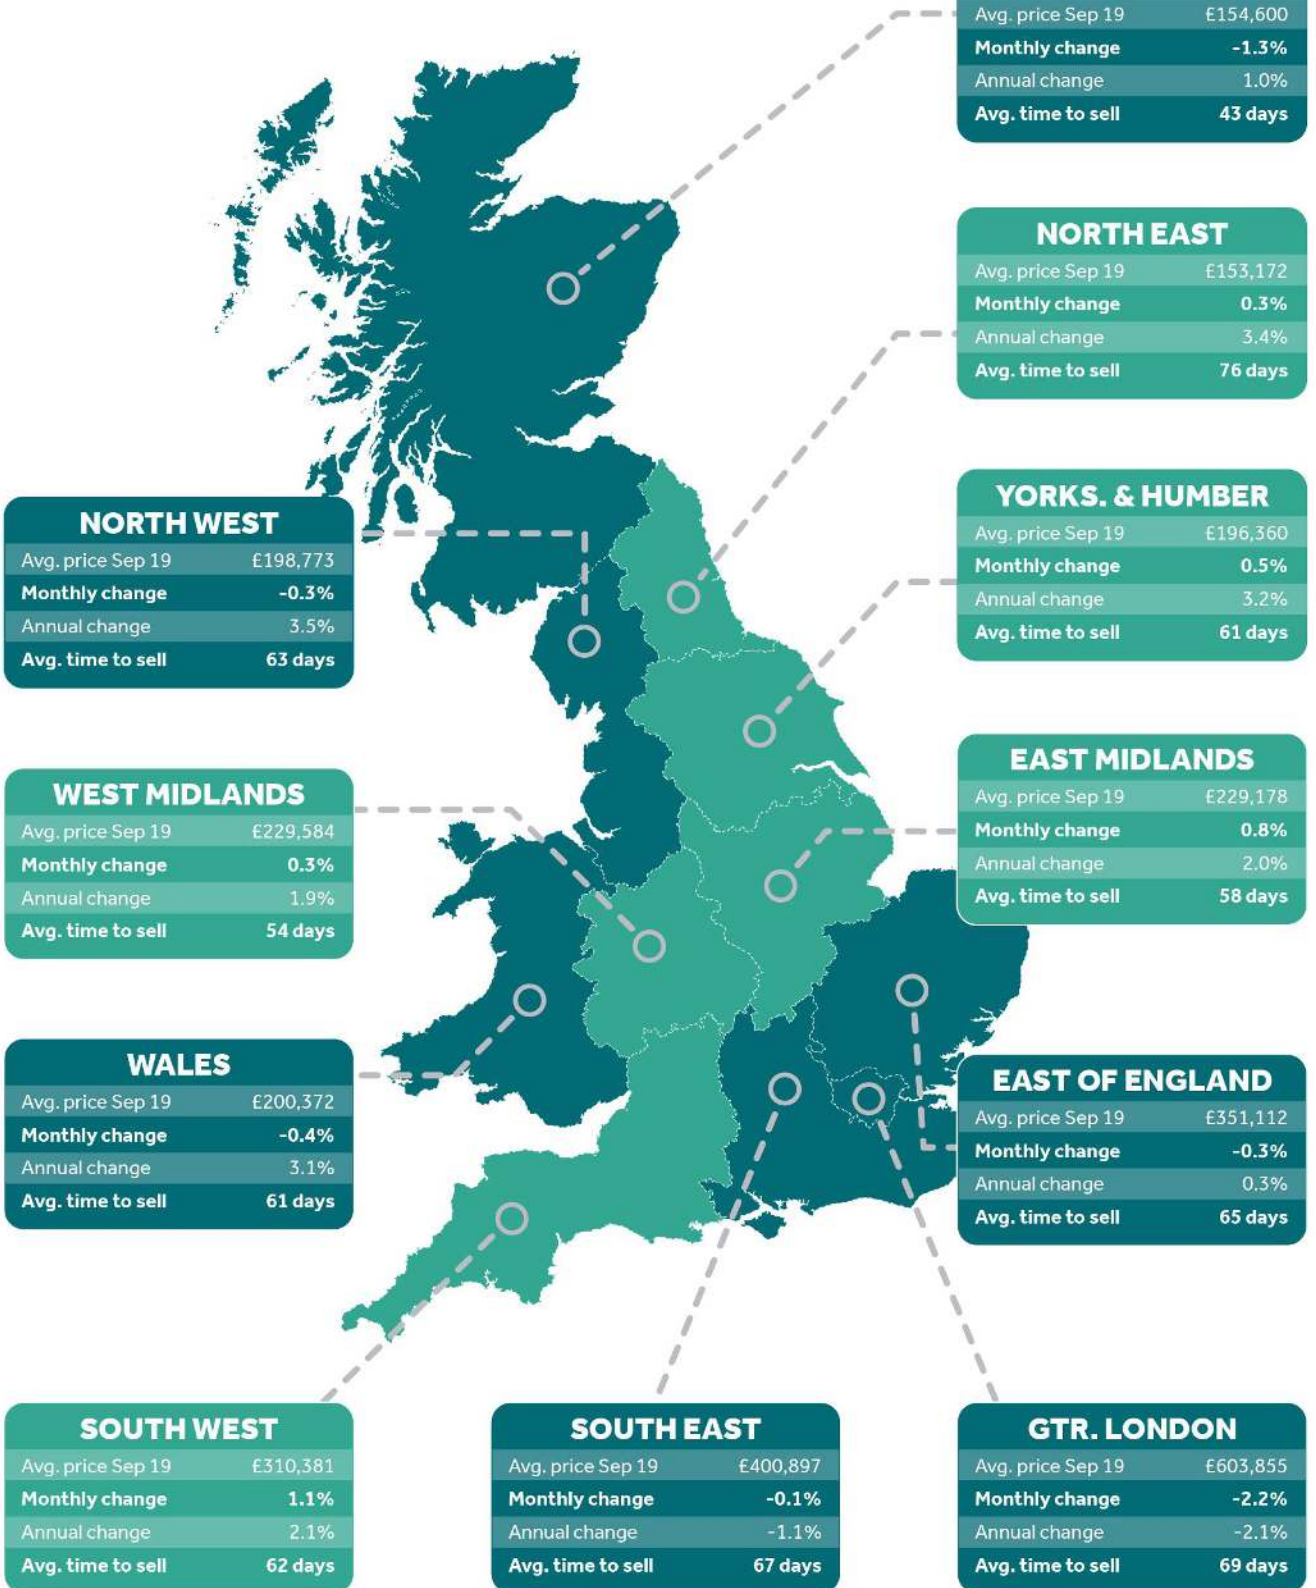 Avg. price Sep 19 £154,600
Monthly change -1.3%
Annual change 1.0%
Avg. time to sell 43 days
NORTH EAST
Avg. price Sep 19 £153,172
Monthly change 0.3%
Annual change 3.4%
Avg. time to sell 76 days
YORKS. & HUMBER
Avg. price Sep 19 £196,360
Monthly change 0.5%
Annual change 3.2%
Avg. time to sell 61 days
NORTH WEST
Avg. price Sep 19 £198,773
Monthly change -0.3%
Annual change 3.5%
Avg. time to sell 63 days
EAST MIDLANDS
Avg. price Sep 19 £229,178
Monthly change 0.8%
Annual change 2.0%
Avg. time to sell 58 days
WEST MIDLANDS
Avg. price Sep 19 £229,584
Monthly change 0.3%
Annual change 1.9%
Avg. time to sell 54 days
WALES
Avg. price Sep 19 £200,372
Monthly change -0.4%
Annual change 3.1%
Avg. time to sell 61 days
EAST OF ENGLAND
Avg. price Sep 19 £351,112
Monthly change -0.3%
Annual change 0.3%
Avg. time to sell 65 days
SOUTH WEST
Avg. price Sep 19 £310,381
Monthly change 1.1%
Annual change 2.1%
Avg. time to sell 62 days
SOUTH EAST
Avg. price Sep 19 £400,897
Monthly change -0.1%
Annual change -1.1%
Avg. time to sell 67 days
GTR. LONDON
Avg. price Sep 19 £603,855
Monthly change -2.2%
Annual change -2.1%
Avg. time to sell 69 days